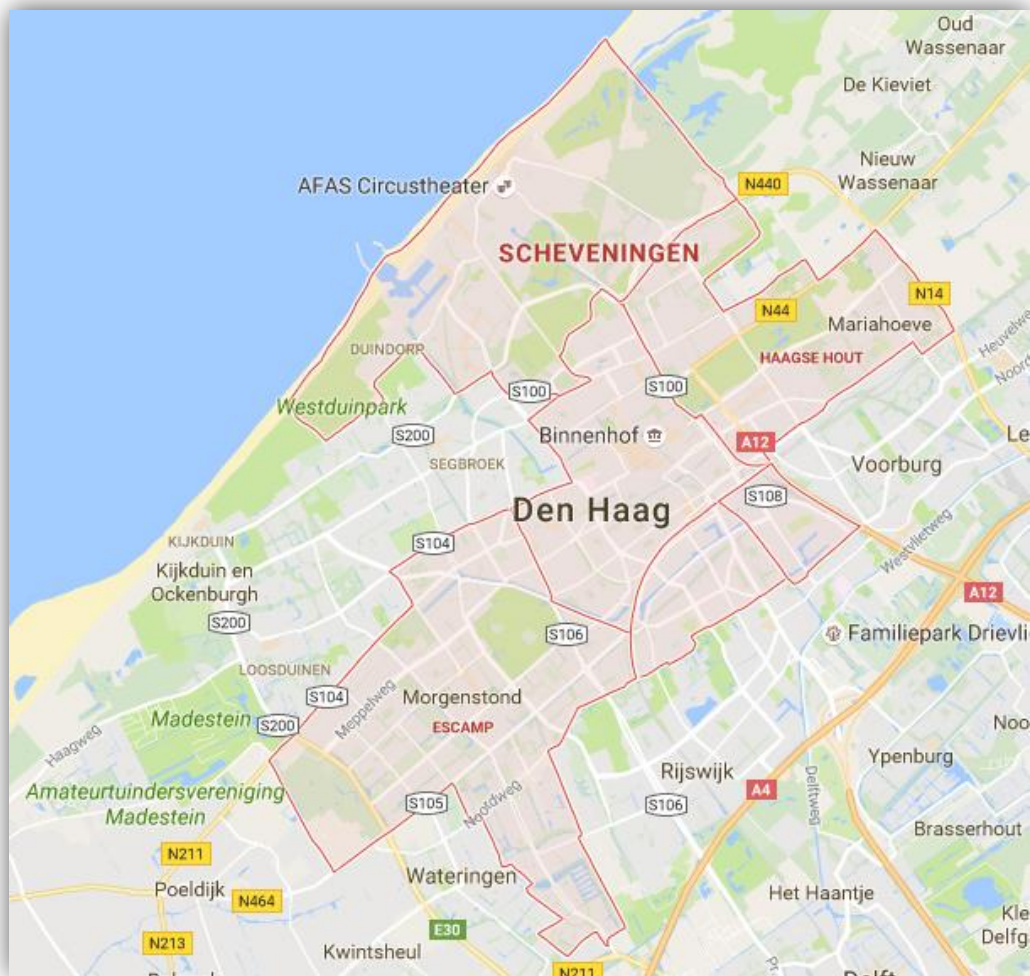 Oud
Wassenaar
De Kieviet
Nieuw
Wassenaar
N440
AFAS Circustheater
SCHEVENINGEN
N14
N44
Mariahoeve
HAAGSE HOUT
DUINDORP
S100
S100
Westduinpark
S200
Binnenhof
A12
SEGBROEK
Voorburg
S108
Den Haag
Westvlietweg
KIJKDUIN
S104
Kijkduin en
Ockenburgh
A12
S200
S106
Familiepark Drievli
LOOSDUINEN
S104
Meppelweg
Morgenstond
Madestein
S200
ESCAMP
Haagweg
Noo
Ypenburg
Rijswijk
Amateurtuindersvereniging
Madestein
S105
Noordweg
S106
A4
Delftweg
Brasserhout
N211
Wateringen
Poeldijk
N464
Het Haantje
E30
Kle
Delfg
N213
Kwintsheul
N211